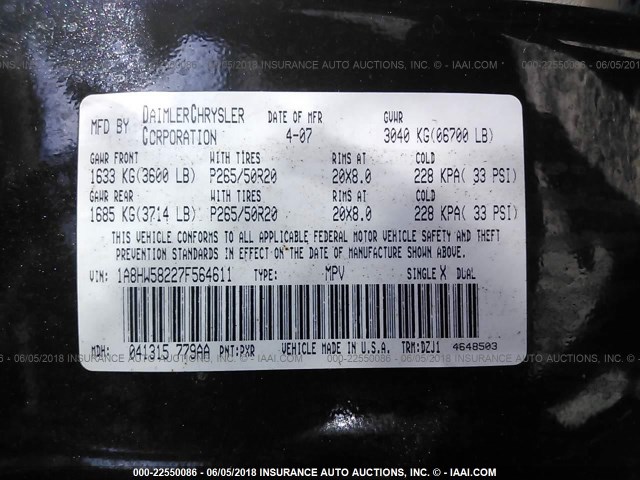 000-22550086 - 06/05/2018 INSURANCE AUTO AUCTIONS, INC. © - IAAI.COM
MFD BY DAIMLERCHRYSLER CORPORATION DATE OF MFR 4-07 GVWR 3040 KG(06700 LB)
GAWR FRONT WITH TIRES RIMS AT COLD
1633 KG(3600 LB) P265/50R20 20X8.0 228 KPA( 33 PSI)
GAWR REAR WITH TIRES RIMS AT COLD
1685 KG(3714 LB) P265/50R20 20X8.0 228 KPA( 33 PSI)
THIS VEHICLE CONFORMS TO ALL APPLICABLE FEDERAL MOTOR VEHICLE SAFETY AND THEFT
PREVENTION STANDARDS IN EFFECT ON THE DATE OF MANUFACTURE SHOWN ABOVE.
VIN: 1A8HW58227F564611 TYPE: MPV SINGLE X DUAL
MDH: 041315 779AA PNT:PXR VEHICLE MADE IN U.S.A. TRM:DZJ1 4648503
000-22550086 - 06/05/2018 INSURANCE AUTO AUCTIONS, INC. © - IAAI.COM